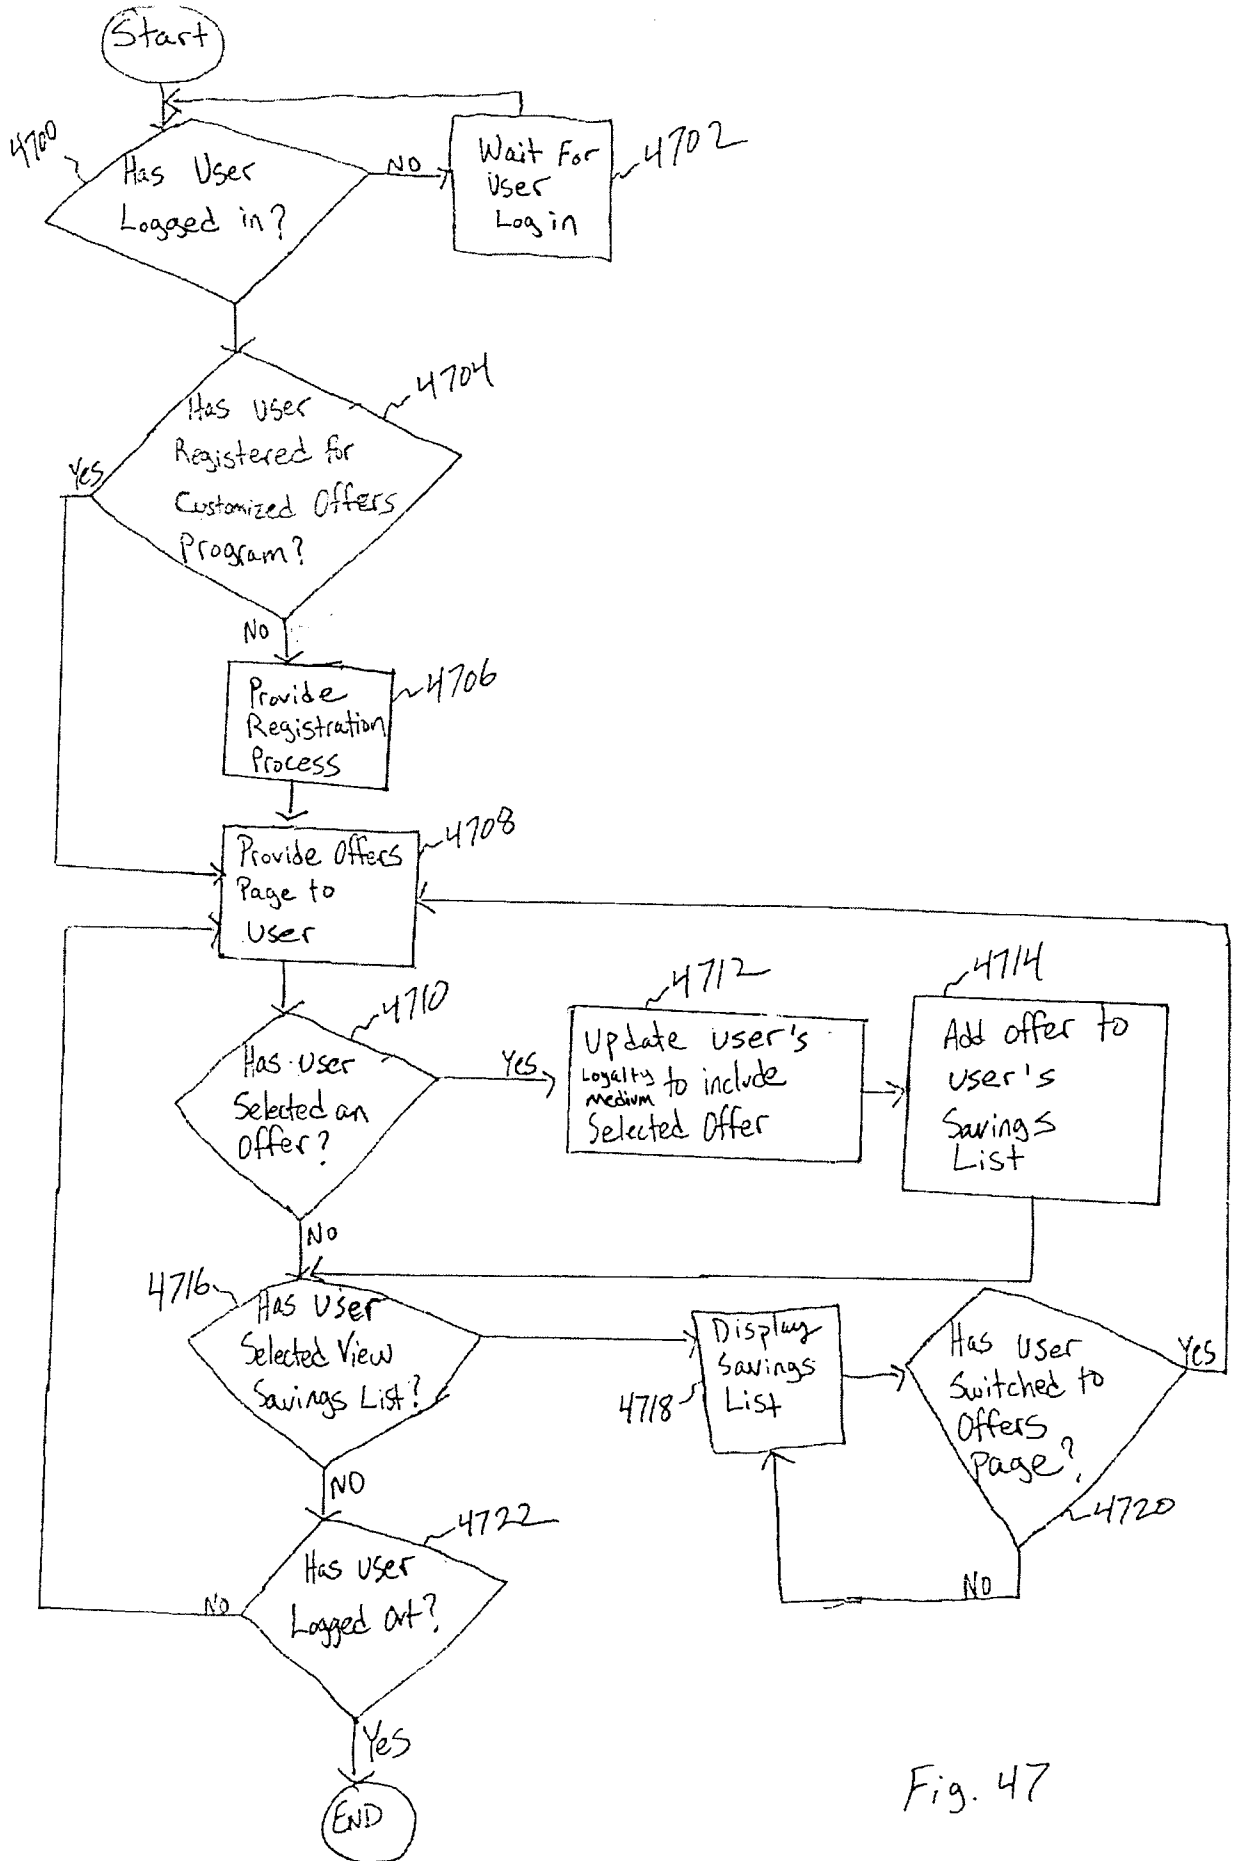 Start
4700
Has User
Logged in?
NO
Wait For
User
Login
4702
4704
Has user
Registered for
Customized Offers
Program?
Yes
NO
Provide
Registration
Process
4706
Provide Offers
Page to
User
4708
4710
Has user
Selected an
Offer?
Yes
4712
Update user's
Loyalty
Medium to include
Selected Offer
4714
Add offer to
user's
Savings
List
NO
4716
Has User
Selected View
Savings List?
Display
Savings
List
4718
Has user
Switched to
Offers
Page?
Yes
4720
No
NO
4722
Has user
Logged Out?
No
Yes
END
Fig. 47